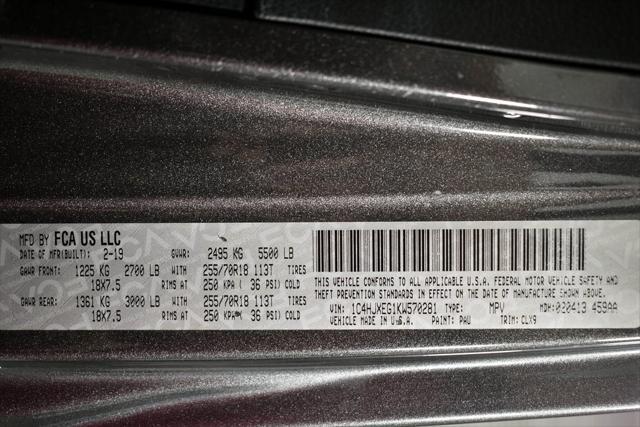 MFD BY FCA US LLC
DATE OF MFR(BUILT): 2-19 GVWR: 2495 KG 5500 LB
GAWR FRONT: 1225 KG 2700 LB WITH 255/70R18 113T TIRES
18X7.5 RIMS AT 250 KPA ( 36 PSI) COLD
GAWR REAR: 1361 KG 3000 LB WITH 255/70R18 113T TIRES
18X7.5 RIMS AT 250 KPA ( 36 PSI) COLD
THIS VEHICLE CONFORMS TO ALL APPLICABLE U.S.A. FEDERAL MOTOR VEHICLE SAFETY AND
THEFT PREVENTION STANDARDS IN EFFECT ON THE DATE OF MANUFACTURE SHOWN ABOVE.
VIN: 1C4HJXEG1KW570281 TYPE: MPV MDH: 020413 459AA
VEHICLE MADE IN U.S.A. PAINT: PAU TRIM: CLX9